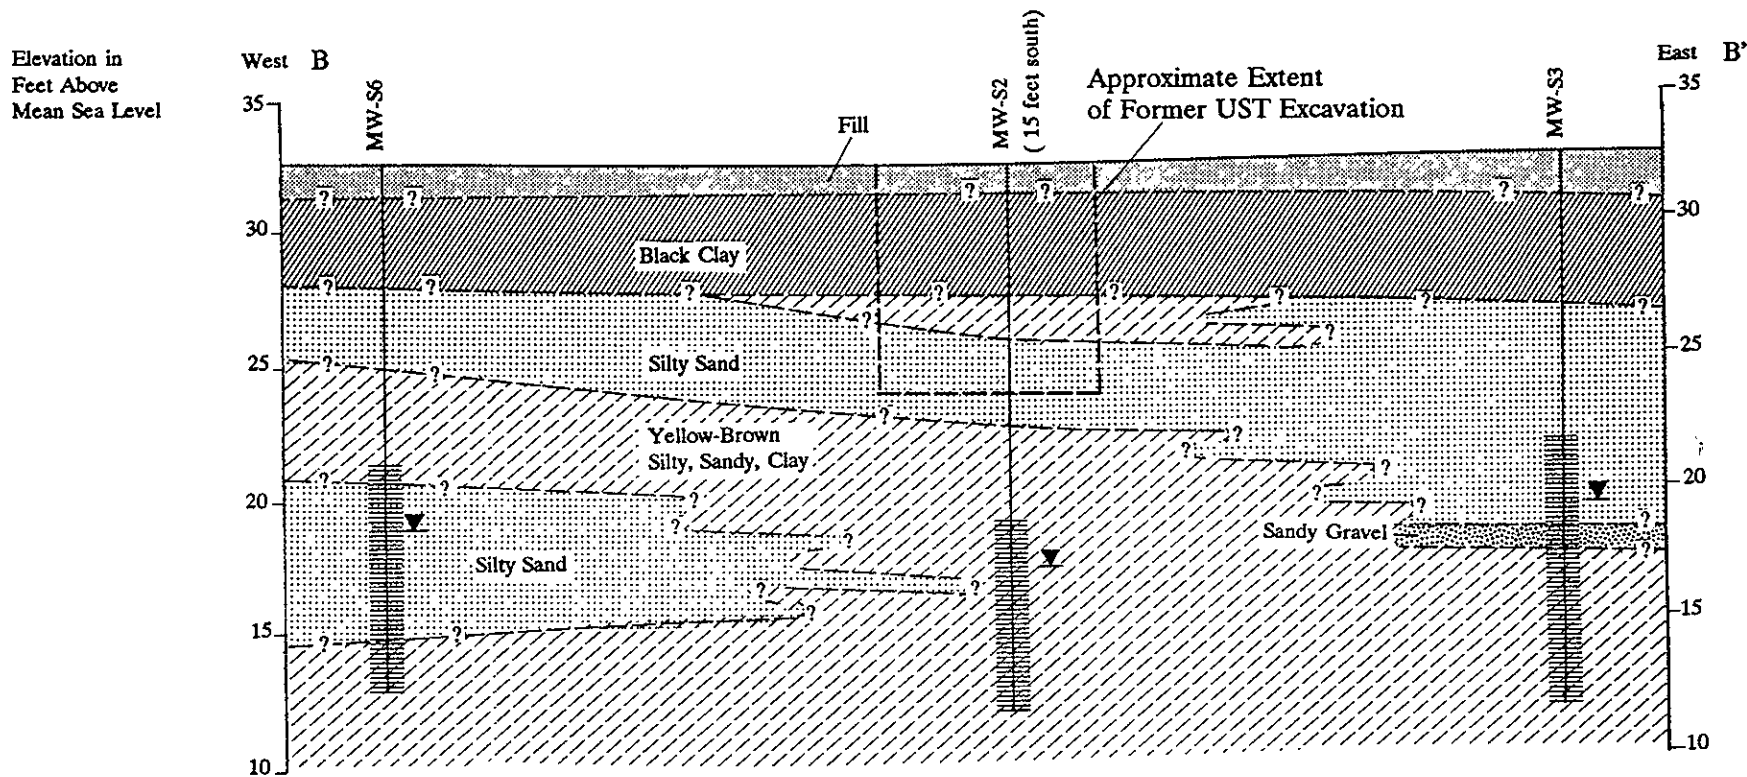 Elevation in
Feet Above
Mean Sea Level
West B
East B'
MW-S6
MW-S2
( 15 feet south)
MW-S3
Approximate Extent
of Former UST Excavation
Fill
35
35
? ? ? ? ? ?
30
30
Black Clay
? ? ? ? ? ? ? ?
? ?
25
25
Silty Sand
? ?
? ?
Yellow-Brown
Silty, Sandy, Clay
? ?
? ? ? ? ?
20
20
Sandy Gravel
? ? ? ?
Silty Sand
? ?
?
15
15
? ?
10
10